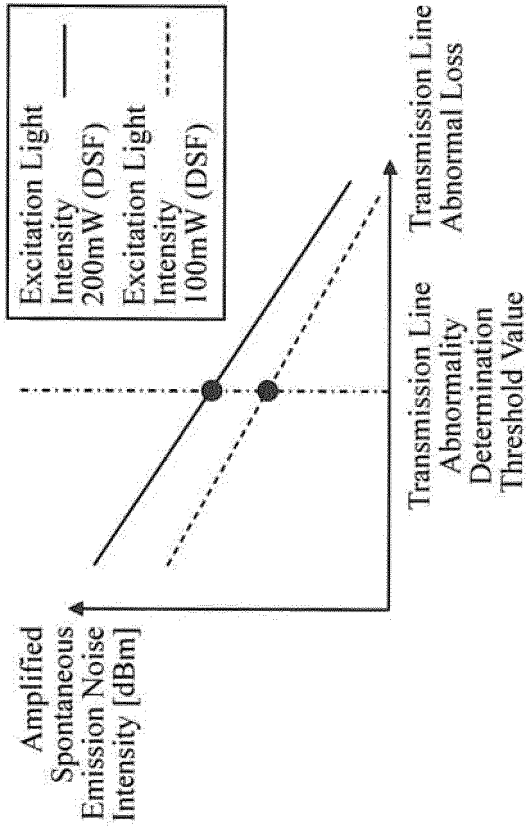 Amplified
Spontaneous
Emission Noise
Intensity [dBm]
Excitation Light
Intensity
200mW (DSF)
Excitation Light
Intensity
100mW (DSF)
Transmission Line
Abnormality
Determination
Threshold Value
Transmission Line
Abnormal Loss